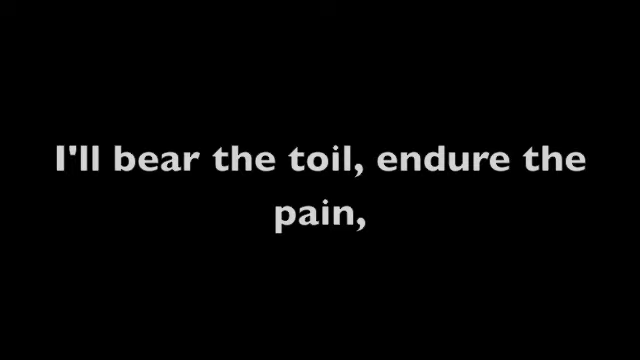 I'll bear the toil, endure the
pain,